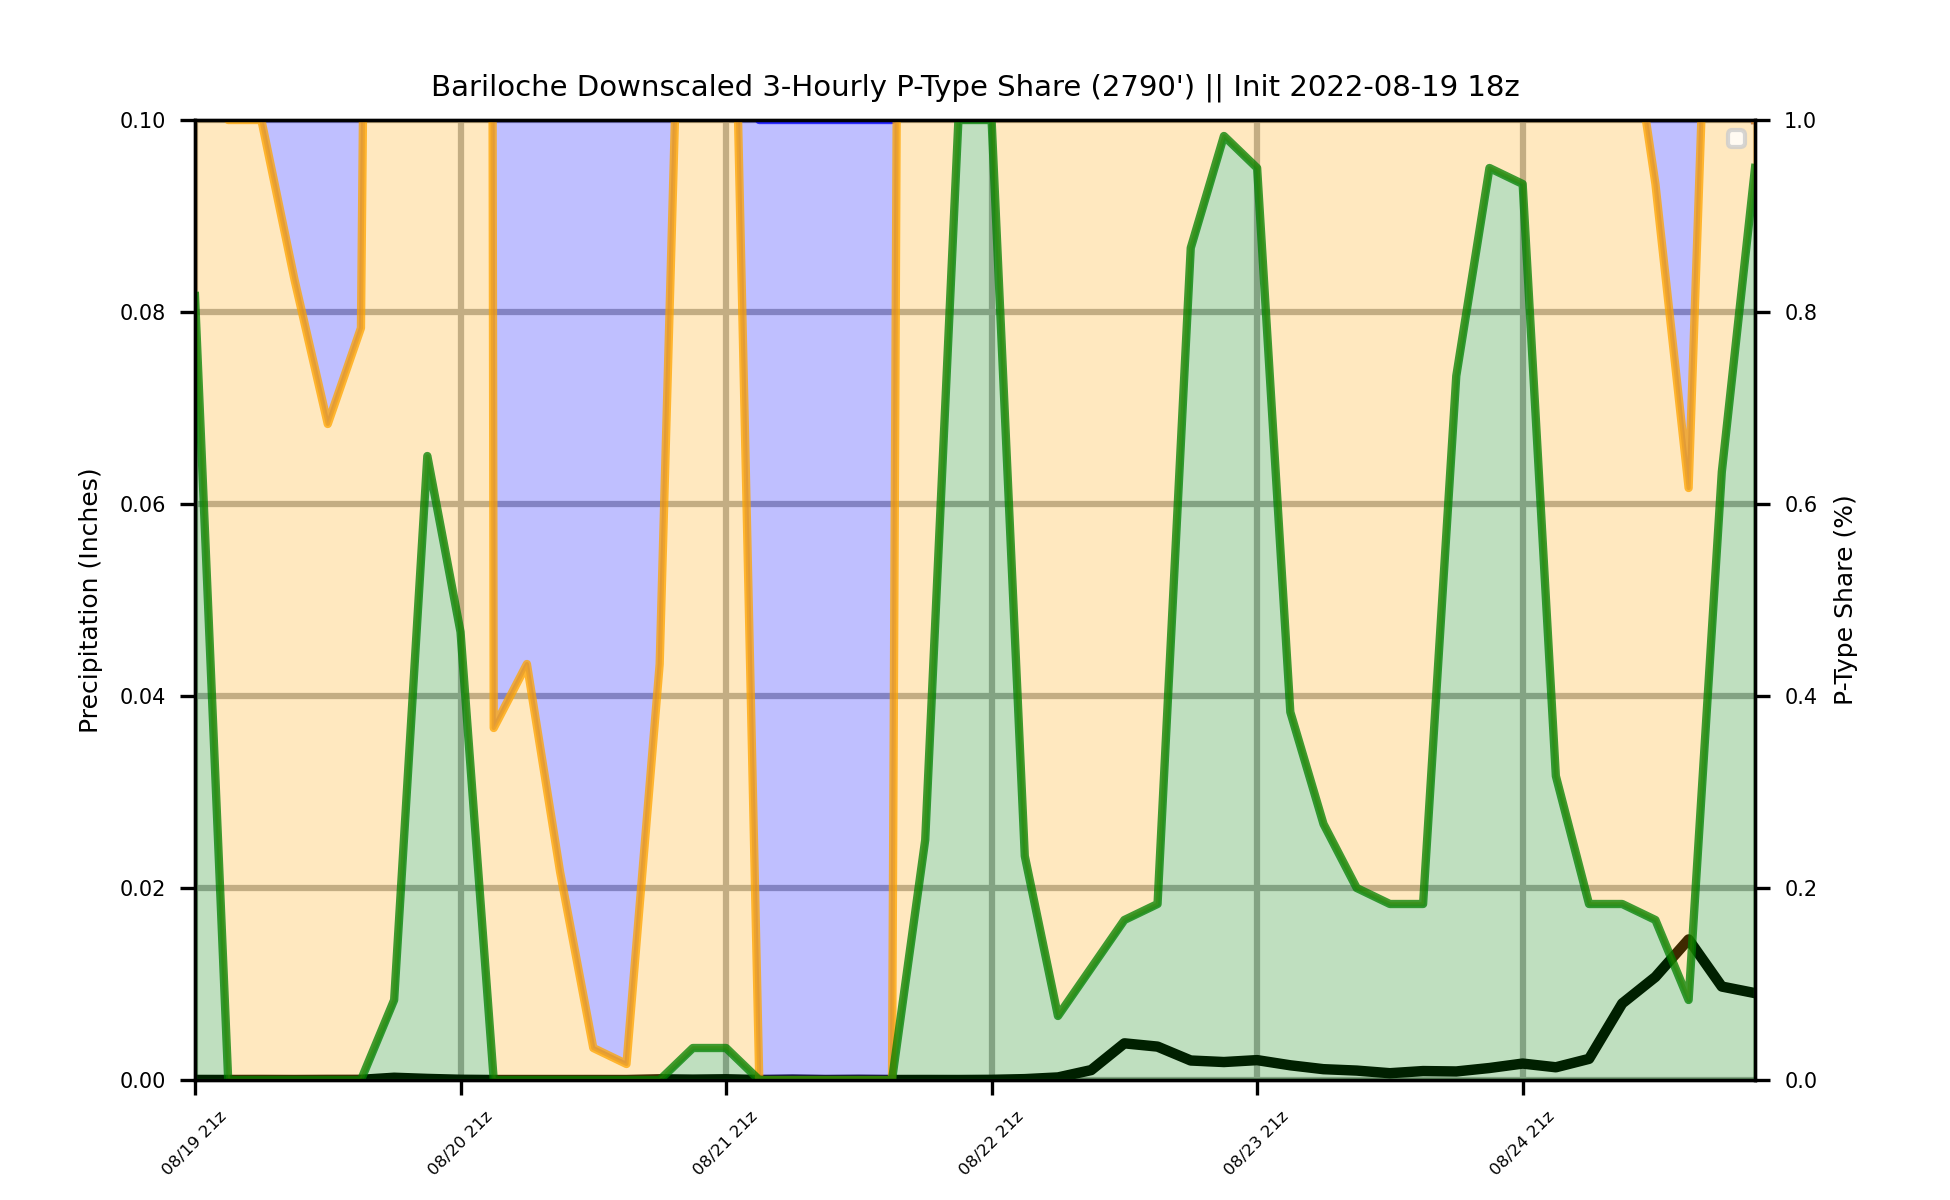 Bariloche Downscaled 3-Hourly P-Type Share (2790') || Init 2022-08-19 18z
0.10
0.08
0.06
0.04
0.02
0.00
Precipitation (Inches)
1.0
0.8
0.6
0.4
0.2
0.0
P-Type Share (%)
08/19 21z
08/20 21z
08/21 21z
08/22 21z
08/23 21z
08/24 21z